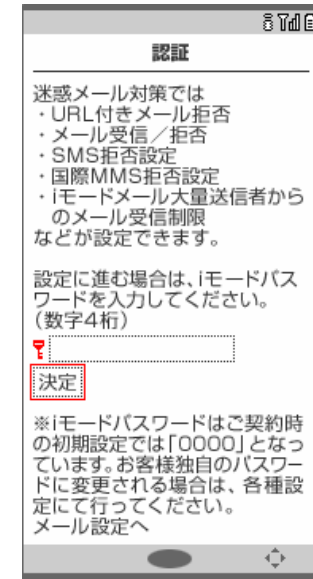 認証
迷惑メール対策では
・URL付きメール拒否
・メール受信／拒否
・SMS拒否設定
・国際MMS拒否設定
・iモードメール大量送信者から
のメール受信制限
などが設定できます。
設定に進む場合は、iモードパス
ワードを入力してください。
(数字4桁)
決定
※iモードパスワードはご契約時
の初期設定では「0000」となっ
ています。お客様独自のパスワー
ドに変更される場合は、各種設
定にて行ってください。
メール設定へ